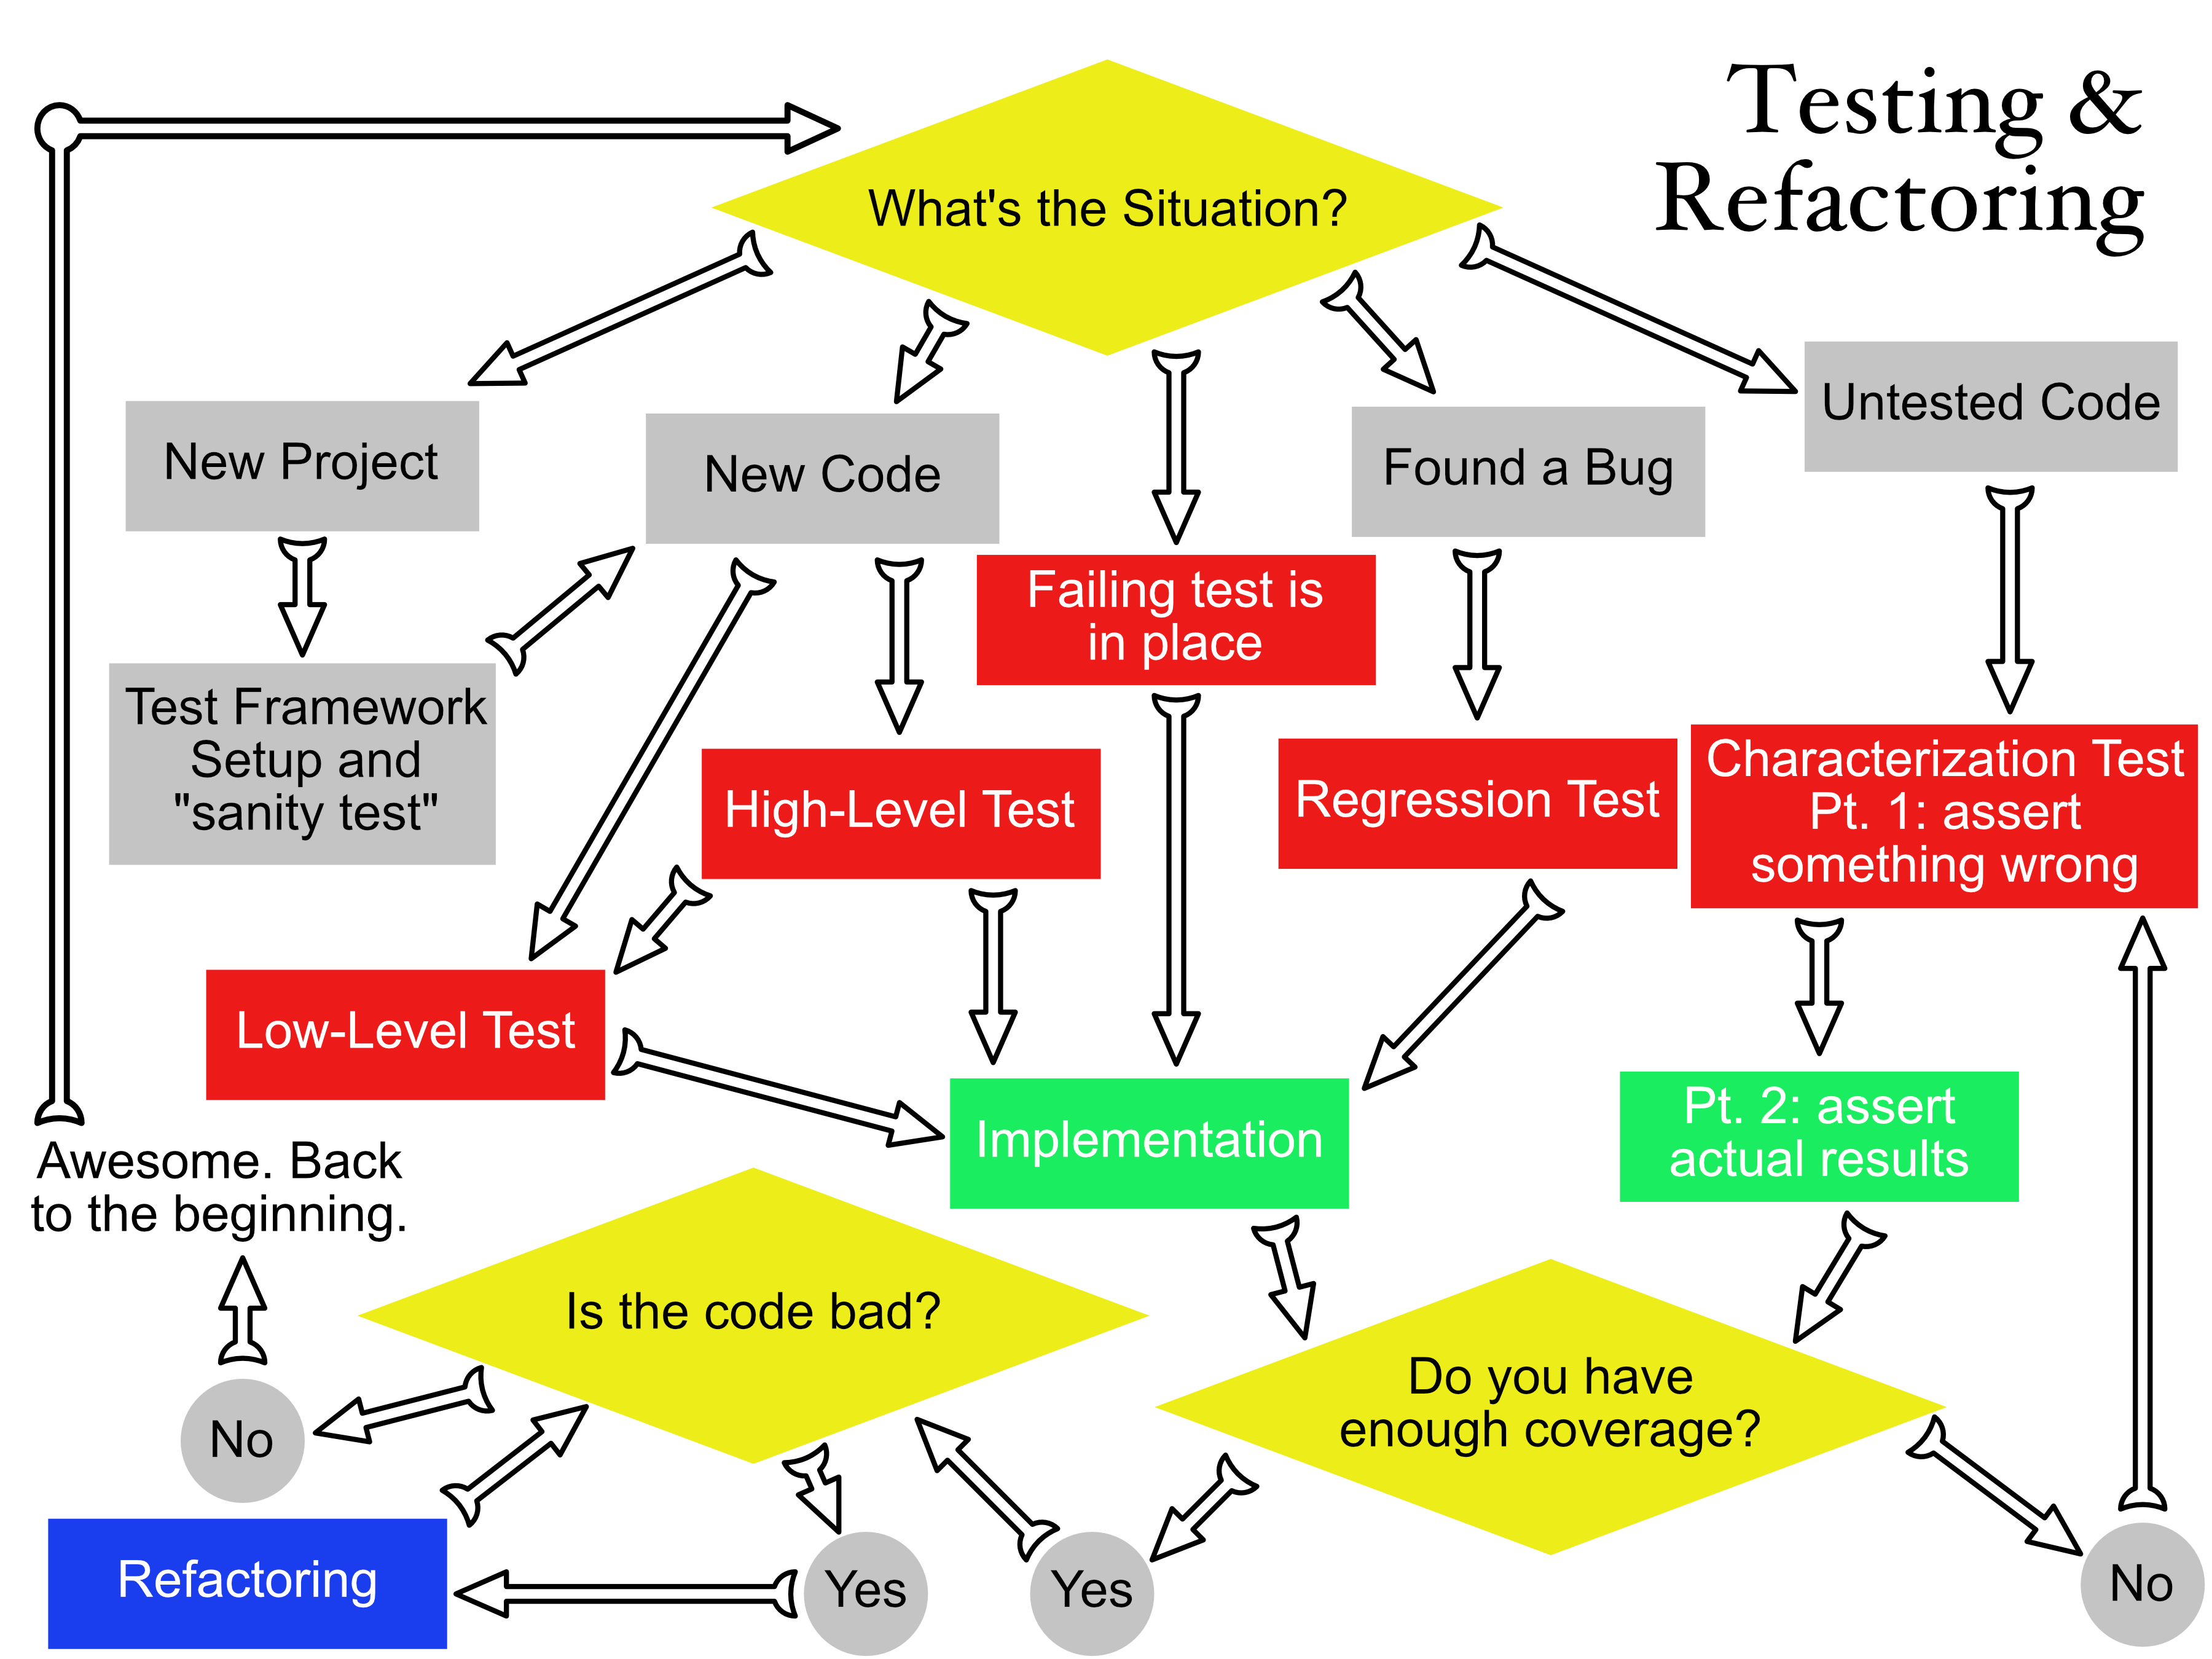 Testing &
Refactoring
What's the Situation?
New Project
New Code
Found a Bug
Untested Code
Failing test is
in place
Test Framework
Setup and
"sanity test"
High-Level Test
Regression Test
Characterization Test
Pt. 1: assert
something wrong
Low-Level Test
Implementation
Pt. 2: assert
actual results
Awesome. Back
to the beginning.
Is the code bad?
Do you have
enough coverage?
No
Refactoring
Yes
Yes
No